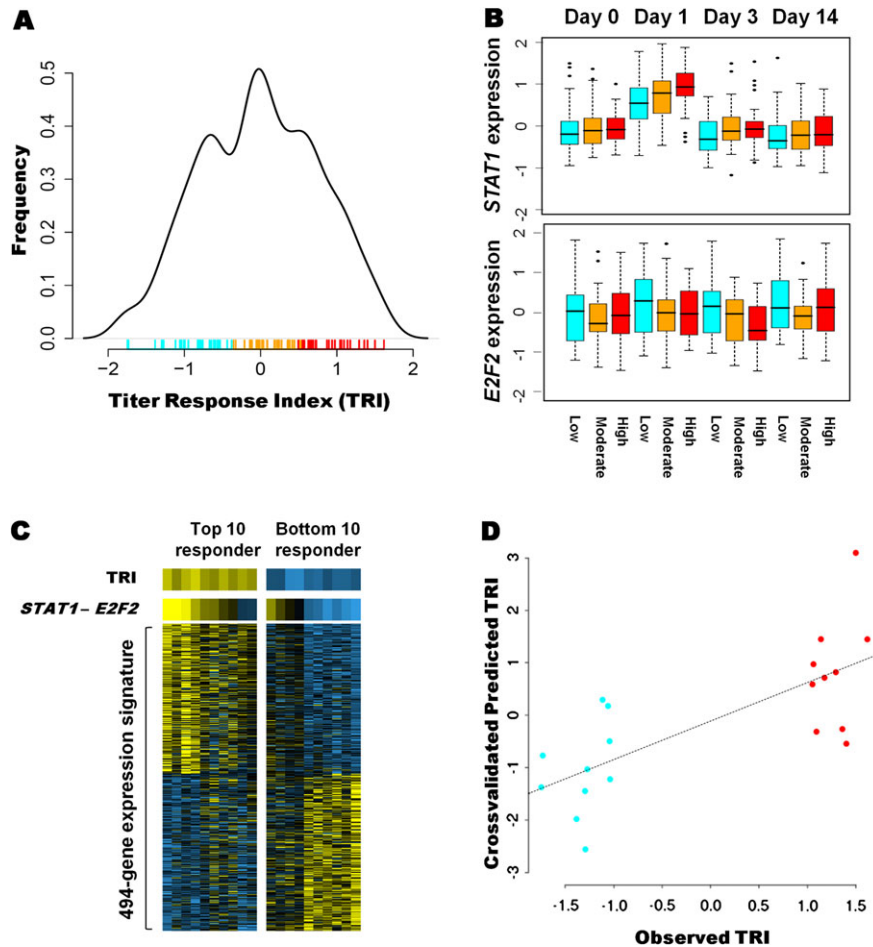 A
Frequency
0.5
0.4
0.3
0.2
0.1
0.0
−2 −1 0 1 2
Titer Response Index (TRI)
B
Day 0 Day 1 Day 3 Day 14
STAT1 expression
2
1
0
-1
-2
E2F2 expression
2
1
0
-1
-2
Low
Moderate
High
Low
Moderate
High
Low
Moderate
High
Low
Moderate
High
C
Top 10 Bottom 10
responder responder
TRI
STAT1– E2F2
494-gene expression signature
D
Crossvalidated Predicted TRI
3
2
1
0
-1
-2
-3
-1.5 -1.0 -0.5 0.0 0.5 1.0 1.5
Observed TRI